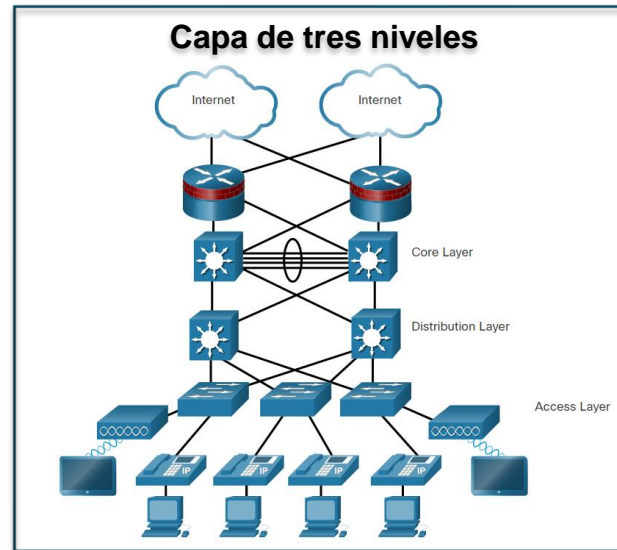 Capa de tres niveles
Internet
Internet
Core Layer
Distribution Layer
Access Layer
IP
IP
IP
IP